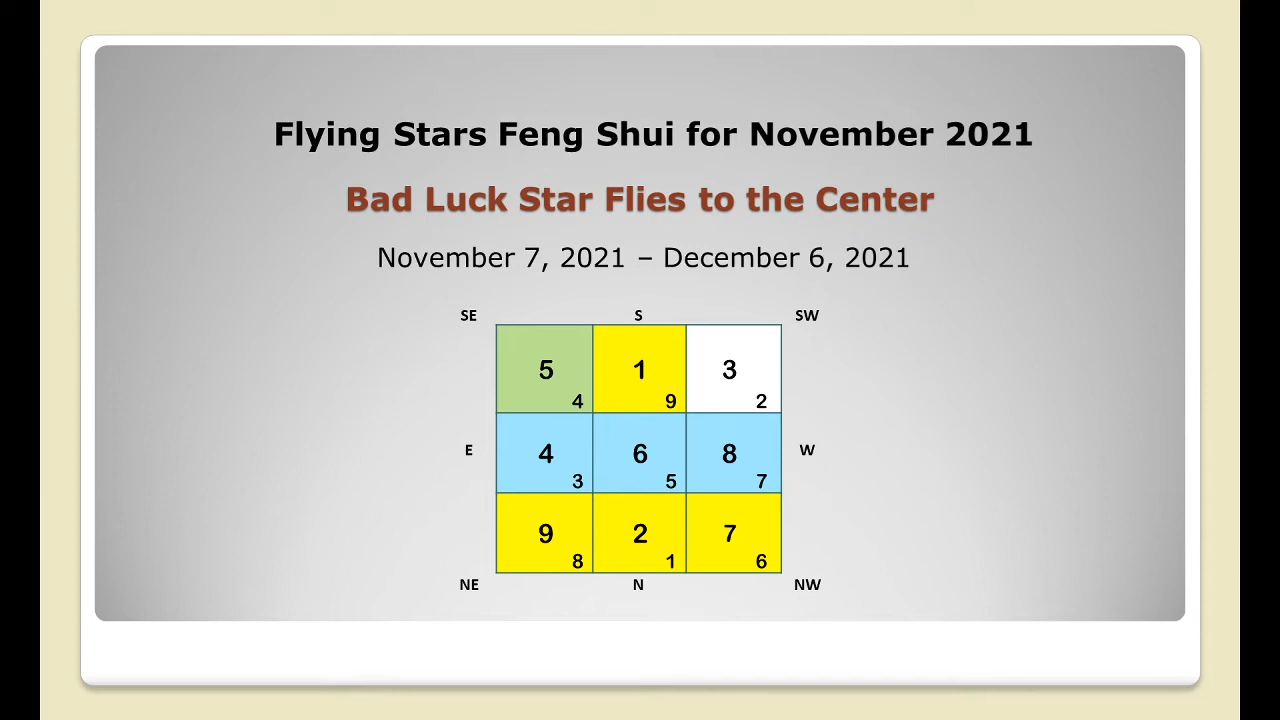 Flying Stars Feng Shui for November 2021
Bad Luck Star Flies to the Center
November 7, 2021 – December 6, 2021
SE S SW
5 1 3
4 9 2
E 4 6 8 W
3 5 7
9 2 7
8 1 6
NE N NW